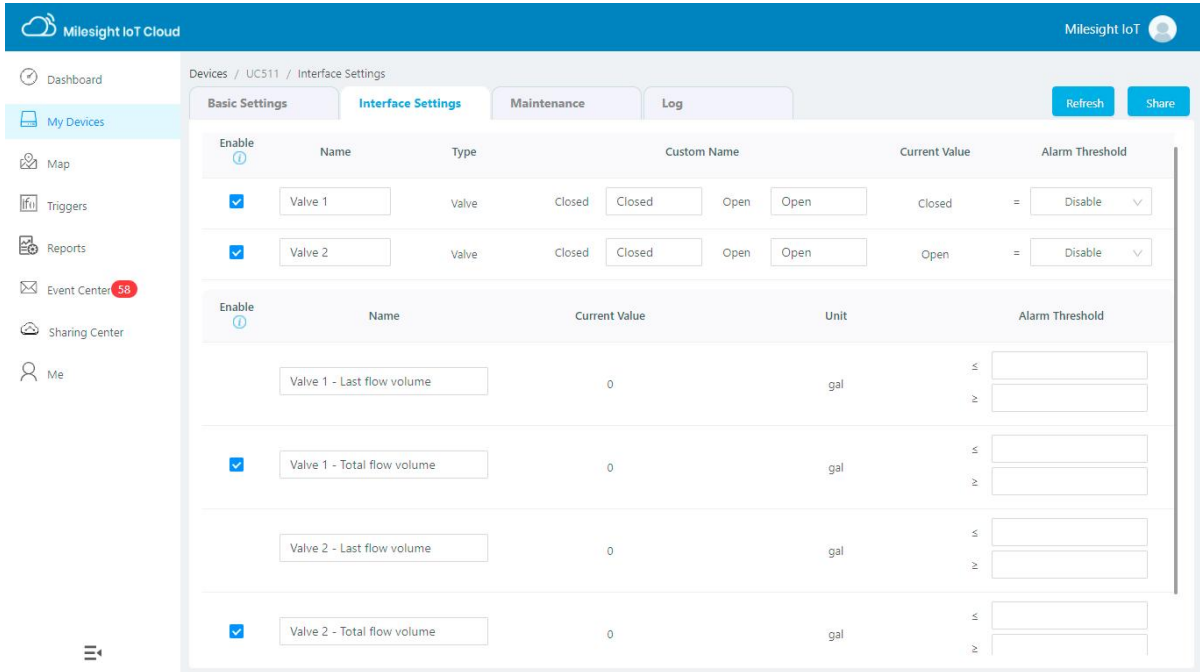 Milesight IoT Cloud
Milesight IoT
Dashboard
My Devices
Map
if() Triggers
Reports
Event Center 58
Sharing Center
Me
Devices / UC511 / Interface Settings
Basic Settings Interface Settings Maintenance Log Refresh Share
Enable i Name Type Custom Name Current Value Alarm Threshold
Valve 1 Valve Closed Closed Open Open Closed = Disable
Valve 2 Valve Closed Closed Open Open Open = Disable
Enable i Name Current Value Unit Alarm Threshold
Valve 1 - Last flow volume 0 gal ≤ ≥
Valve 1 - Total flow volume 0 gal ≤ ≥
Valve 2 - Last flow volume 0 gal ≤ ≥
Valve 2 - Total flow volume 0 gal ≤ ≥